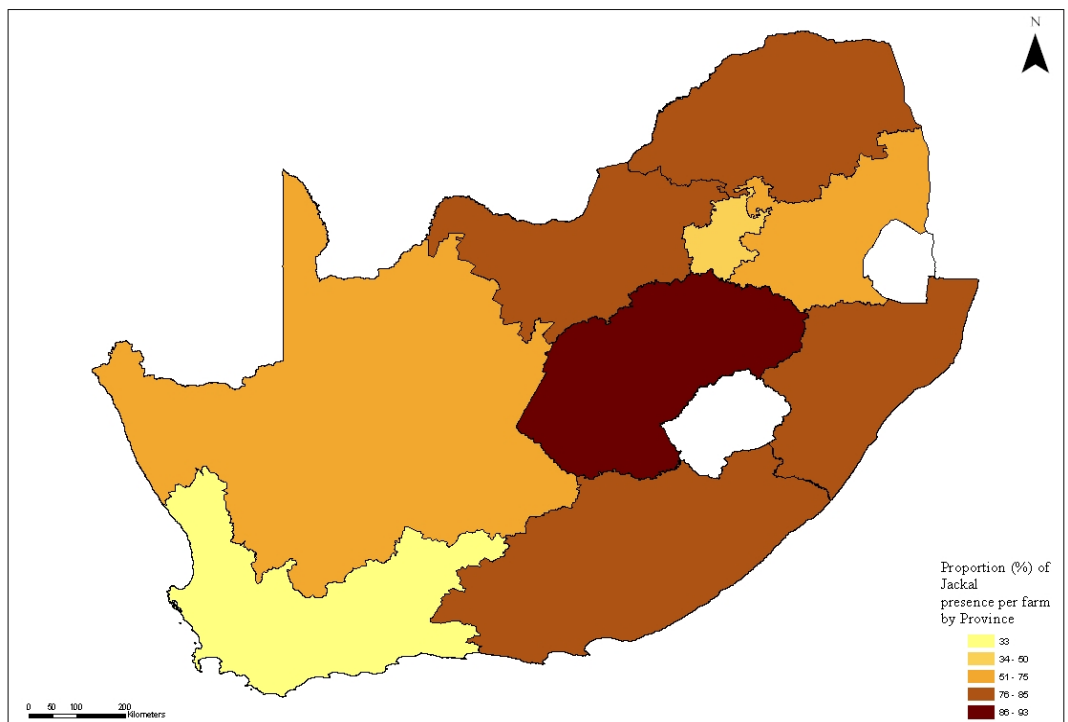 N
Proportion (%) of
Jackal
presence per farm
by Province
33
34 - 50
51 - 75
76 - 85
86 - 93
0 50 100 200
Kilometers